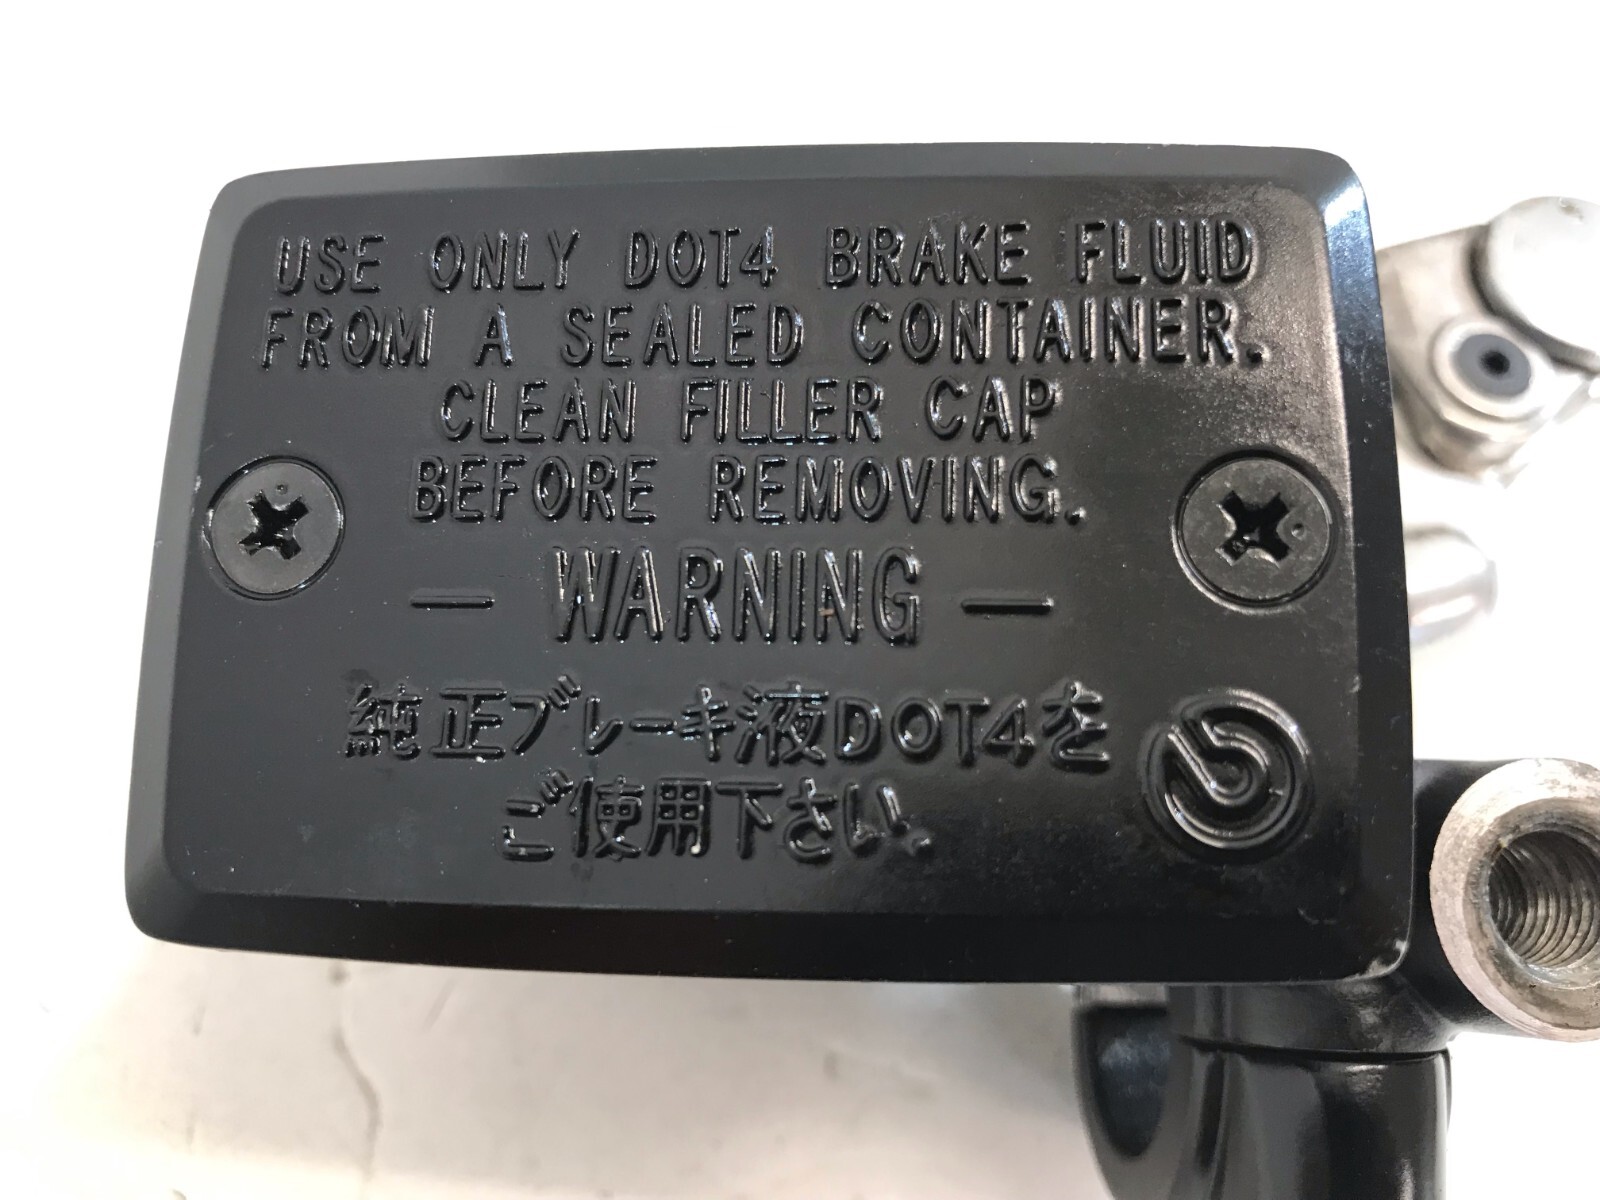 USE ONLY DOT4 BRAKE FLUID
FROM A SEALED CONTAINER.
CLEAN FILLER CAP
BEFORE REMOVING.
— WARNING —
純正ブレーキ液DOT4を
ご使用下さい.